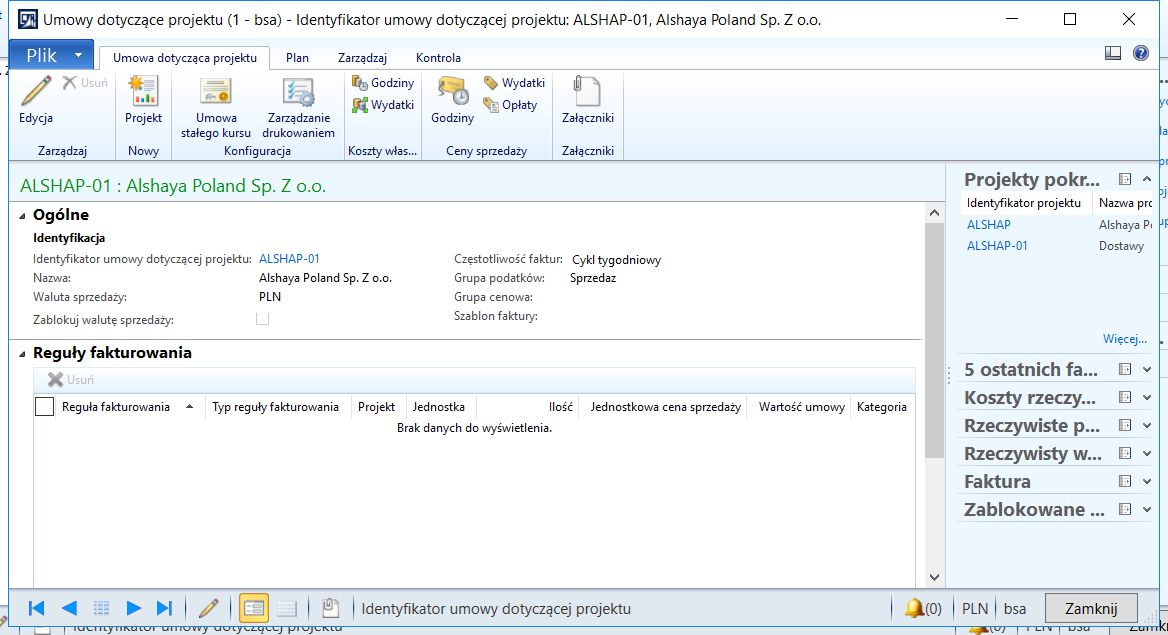 Umowy dotyczące projektu (1 - bsa) - Identyfikator umowy dotyczącej projektu: ALSHAP-01, Alshaya Poland Sp. Z o.o.
Plik
Umowa dotycząca projektu
Plan
Zarządzaj
Kontrola
Edycja
Usuń
Zarządzaj
Projekt
Nowy
Umowa stałego kursu
Zarządzanie drukowaniem
Konfiguracja
Godziny
Wydatki
Koszty włas...
Godziny
Wydatki
Opłaty
Ceny sprzedaży
Załączniki
Załączniki
ALSHAP-01 : Alshaya Poland Sp. Z o.o.
Ogólne
Identyfikacja
Identyfikator umowy dotyczącej projektu: ALSHAP-01
Nazwa: Alshaya Poland Sp. Z o.o.
Waluta sprzedaży: PLN
Zablokuj walutę sprzedaży:
Częstotliwość faktur: Cykl tygodniowy
Grupa podatków: Sprzedaz
Grupa cenowa:
Szablon faktury:
Reguły fakturowania
Usuń
Reguła fakturowania Typ reguły fakturowania Projekt Jednostka Ilość Jednostkowa cena sprzedaży Wartość umowy Kategoria
Brak danych do wyświetlenia.
Projekty pokr...
Identyfikator projektu Nazwa pro
ALSHAP Alshaya P
ALSHAP-01 Dostawy
Więcej...
5 ostatnich fa...
Koszty rzeczy...
Rzeczywiste p...
Rzeczywisty w...
Faktura
Zablokowane ...
Identyfikator umowy dotyczącej projektu
(0) PLN bsa Zamknij